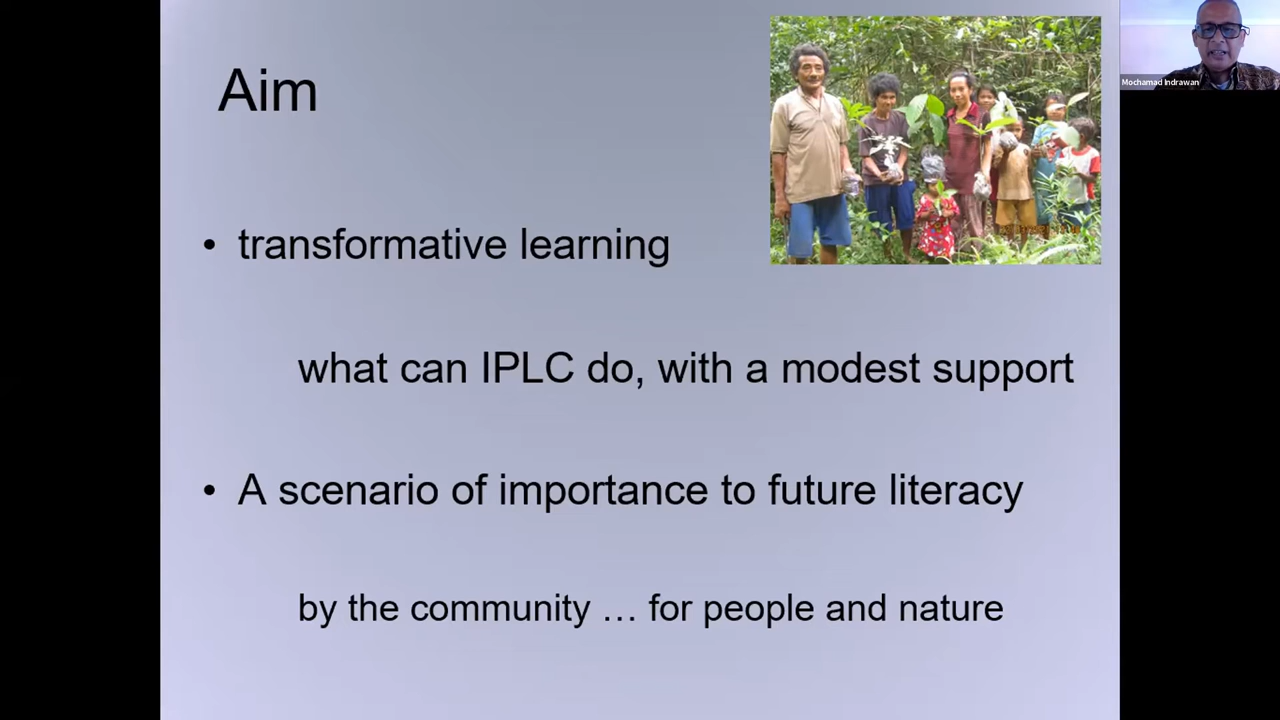 Aim
Mochamad Indrawan
• transformative learning
what can IPLC do, with a modest support
• A scenario of importance to future literacy
by the community … for people and nature